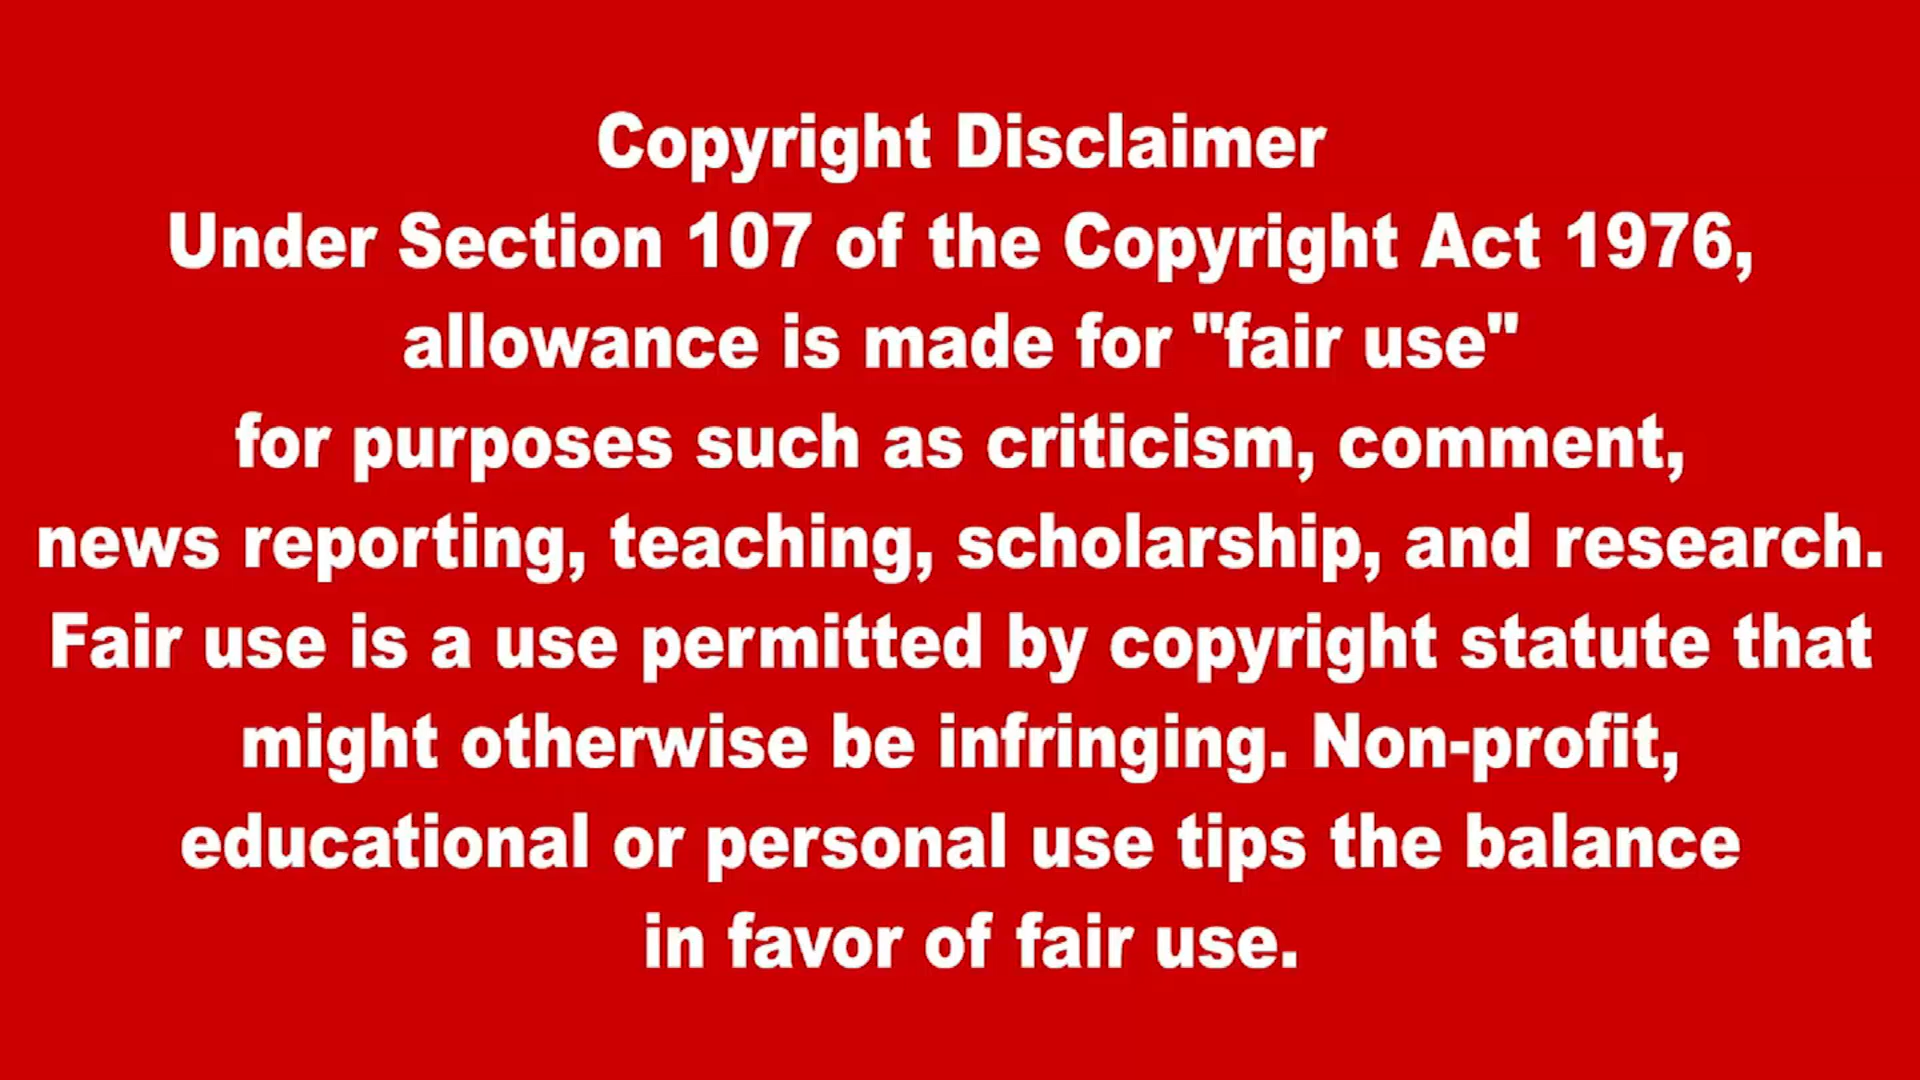 Copyright Disclaimer
Under Section 107 of the Copyright Act 1976,
allowance is made for "fair use"
for purposes such as criticism, comment,
news reporting, teaching, scholarship, and research.
Fair use is a use permitted by copyright statute that
might otherwise be infringing. Non-profit,
educational or personal use tips the balance
in favor of fair use.